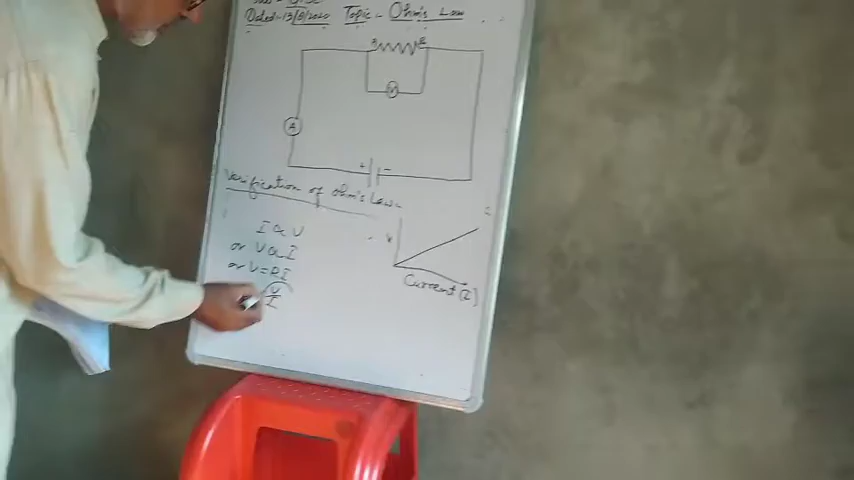 Dated:-13/8/2020 Topic - Ohm's Law
R
V
A
+ -
Verification of ohm's Law
I α V
or V α I
or V = RI
V
I
V
Current (I)